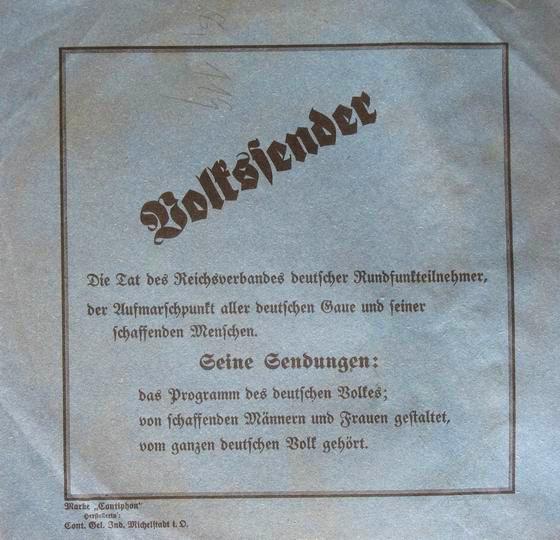 Volkssender
Die Tat des Reichsverbandes deutscher Rundfunkteilnehmer,
der Aufmarschpunkt aller deutschen Gaue und seiner
schaffenden Menschen.
Seine Sendungen:
das Programm des deutschen Volkes;
von schaffenden Männern und Frauen gestaltet,
vom ganzen deutschen Volk gehört.
Marke „Contiphon"
Herstellerin:
Cont. Gel. Ind. Michelstadt i. O.